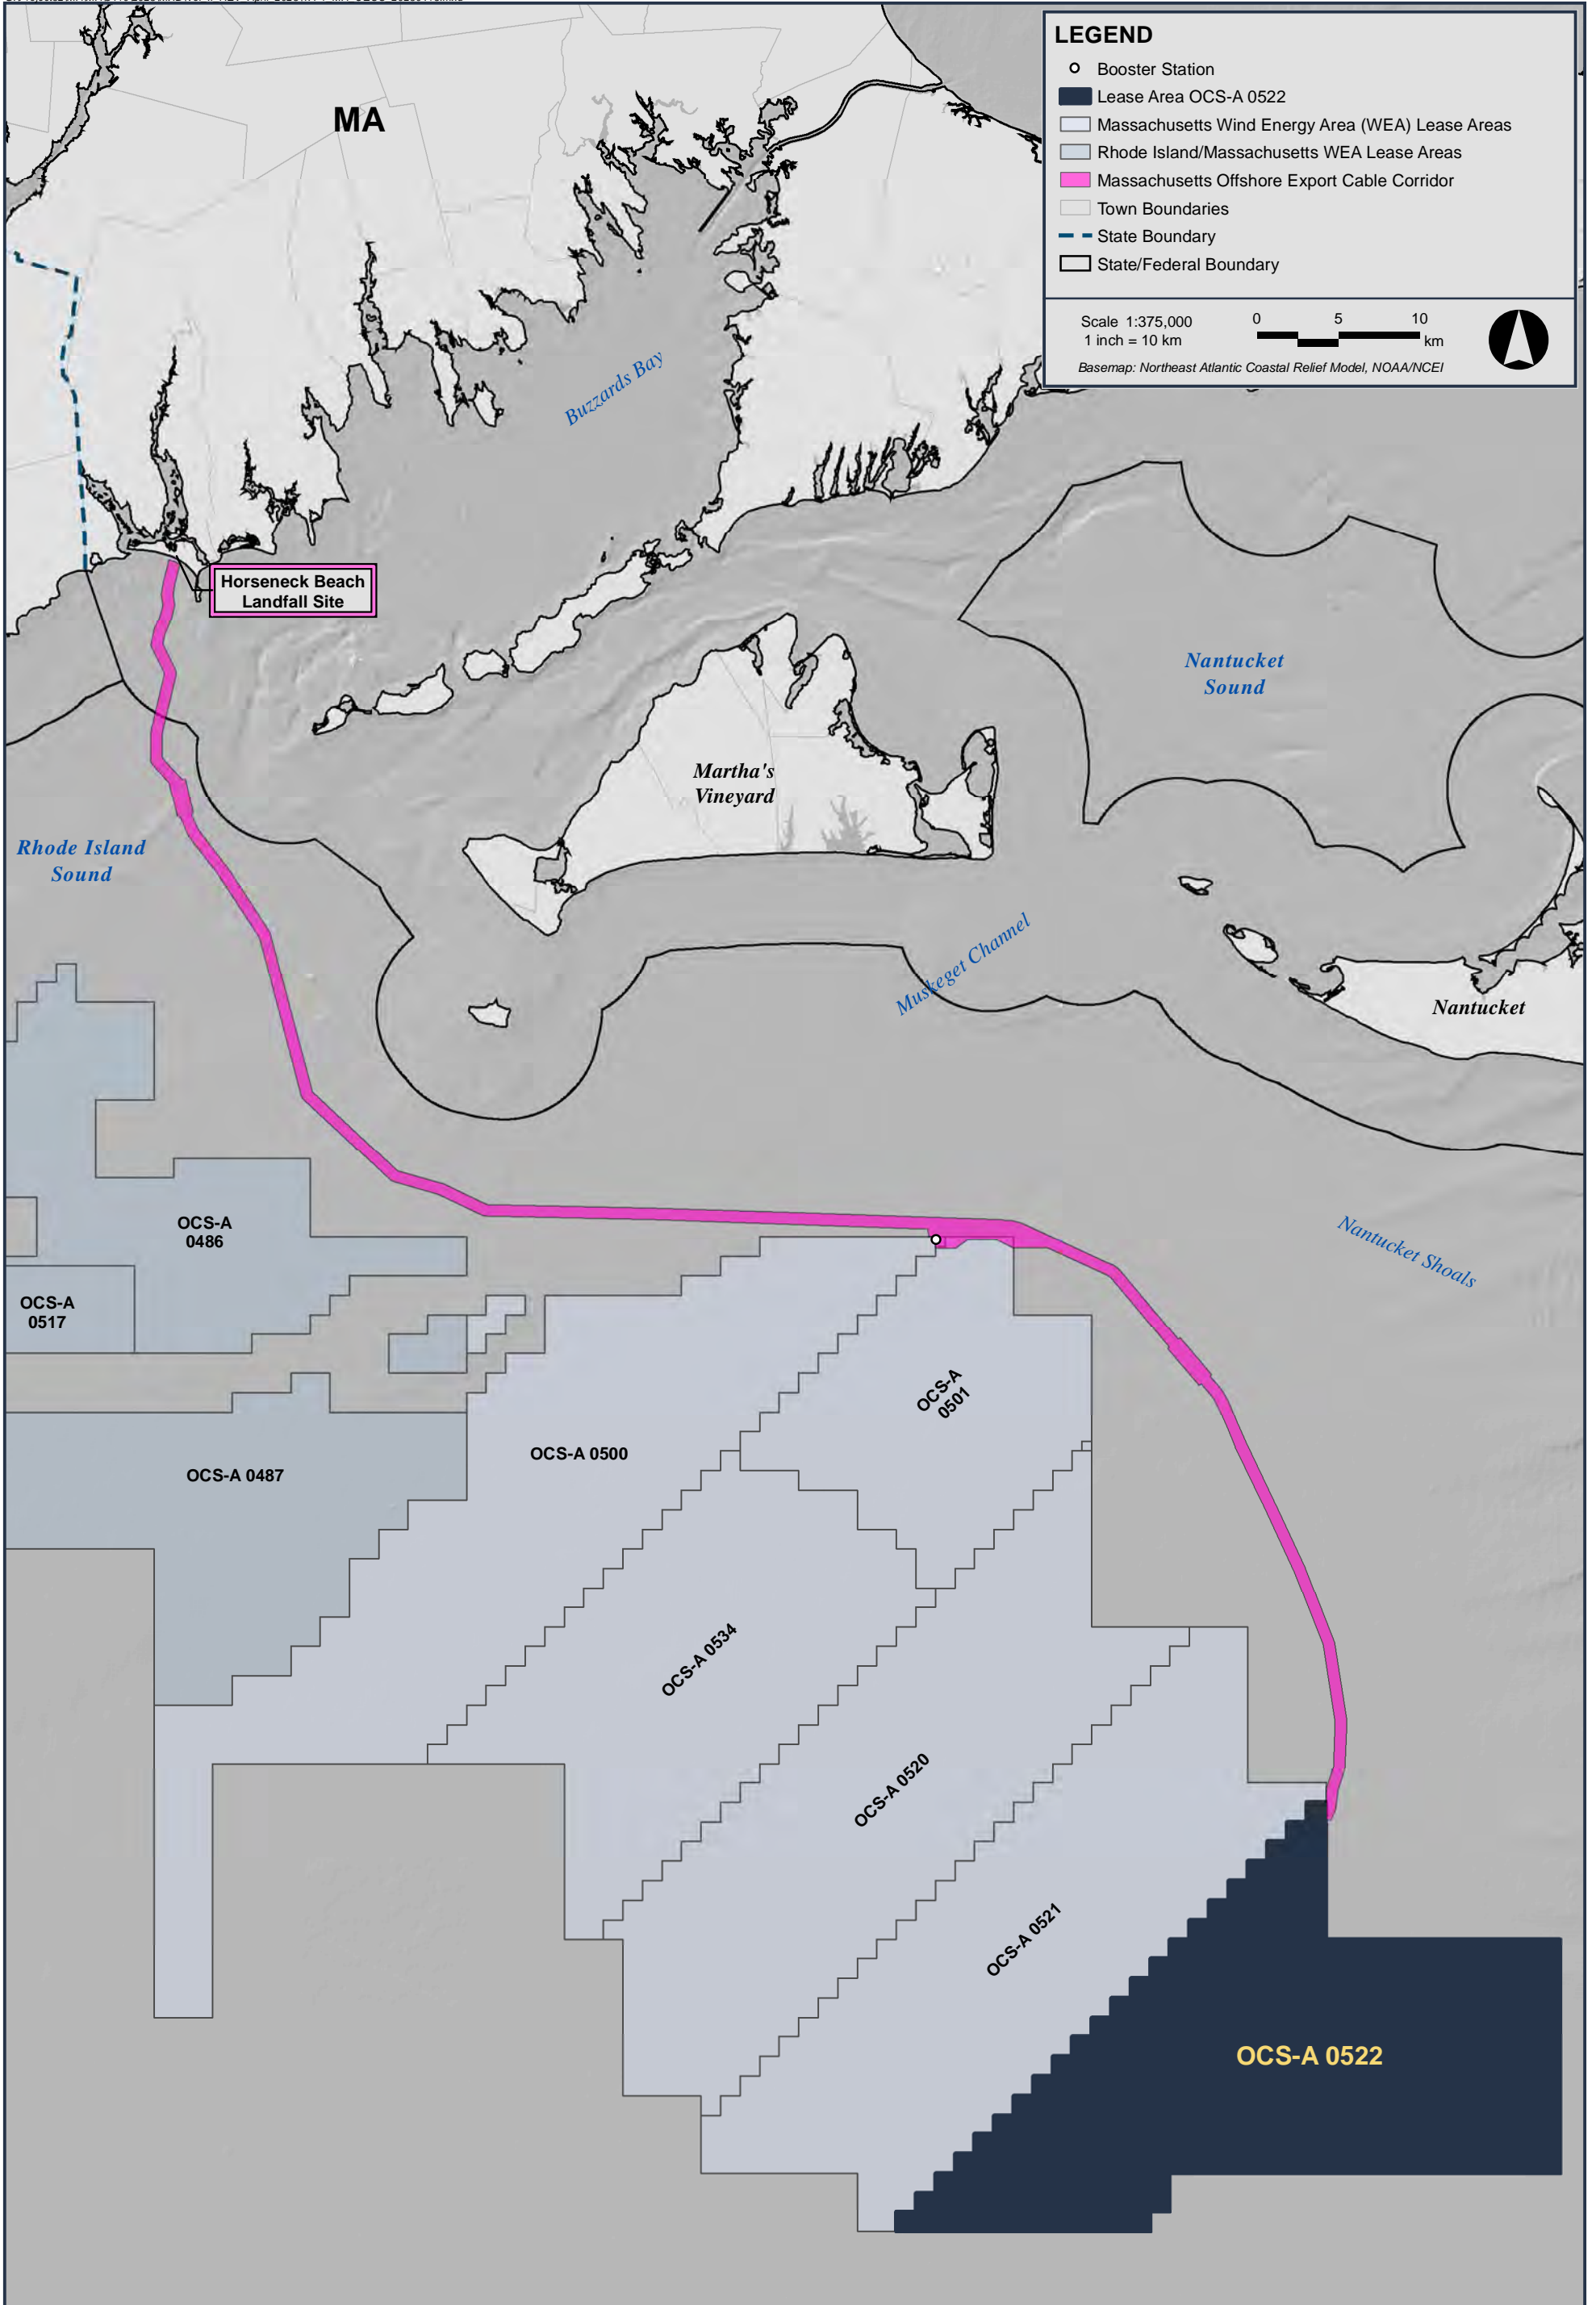 MA
LEGEND
Booster Station
Lease Area OCS-A 0522
Massachusetts Wind Energy Area (WEA) Lease Areas
Rhode Island/Massachusetts WEA Lease Areas
Massachusetts Offshore Export Cable Corridor
Town Boundaries
State Boundary
State/Federal Boundary
Scale 1:375,000
1 inch = 10 km
0 5 10
km
Basemap: Northeast Atlantic Coastal Relief Model, NOAA/NCEI
Buzzards Bay
Horseneck Beach
Landfall Site
Nantucket
Sound
Martha's
Vineyard
Rhode Island
Sound
Muskeget Channel
Nantucket
Nantucket Shoals
OCS-A
0486
OCS-A
0517
OCS-A
0501
OCS-A 0500
OCS-A 0487
OCS-A 0534
OCS-A 0520
OCS-A 0521
OCS-A 0522